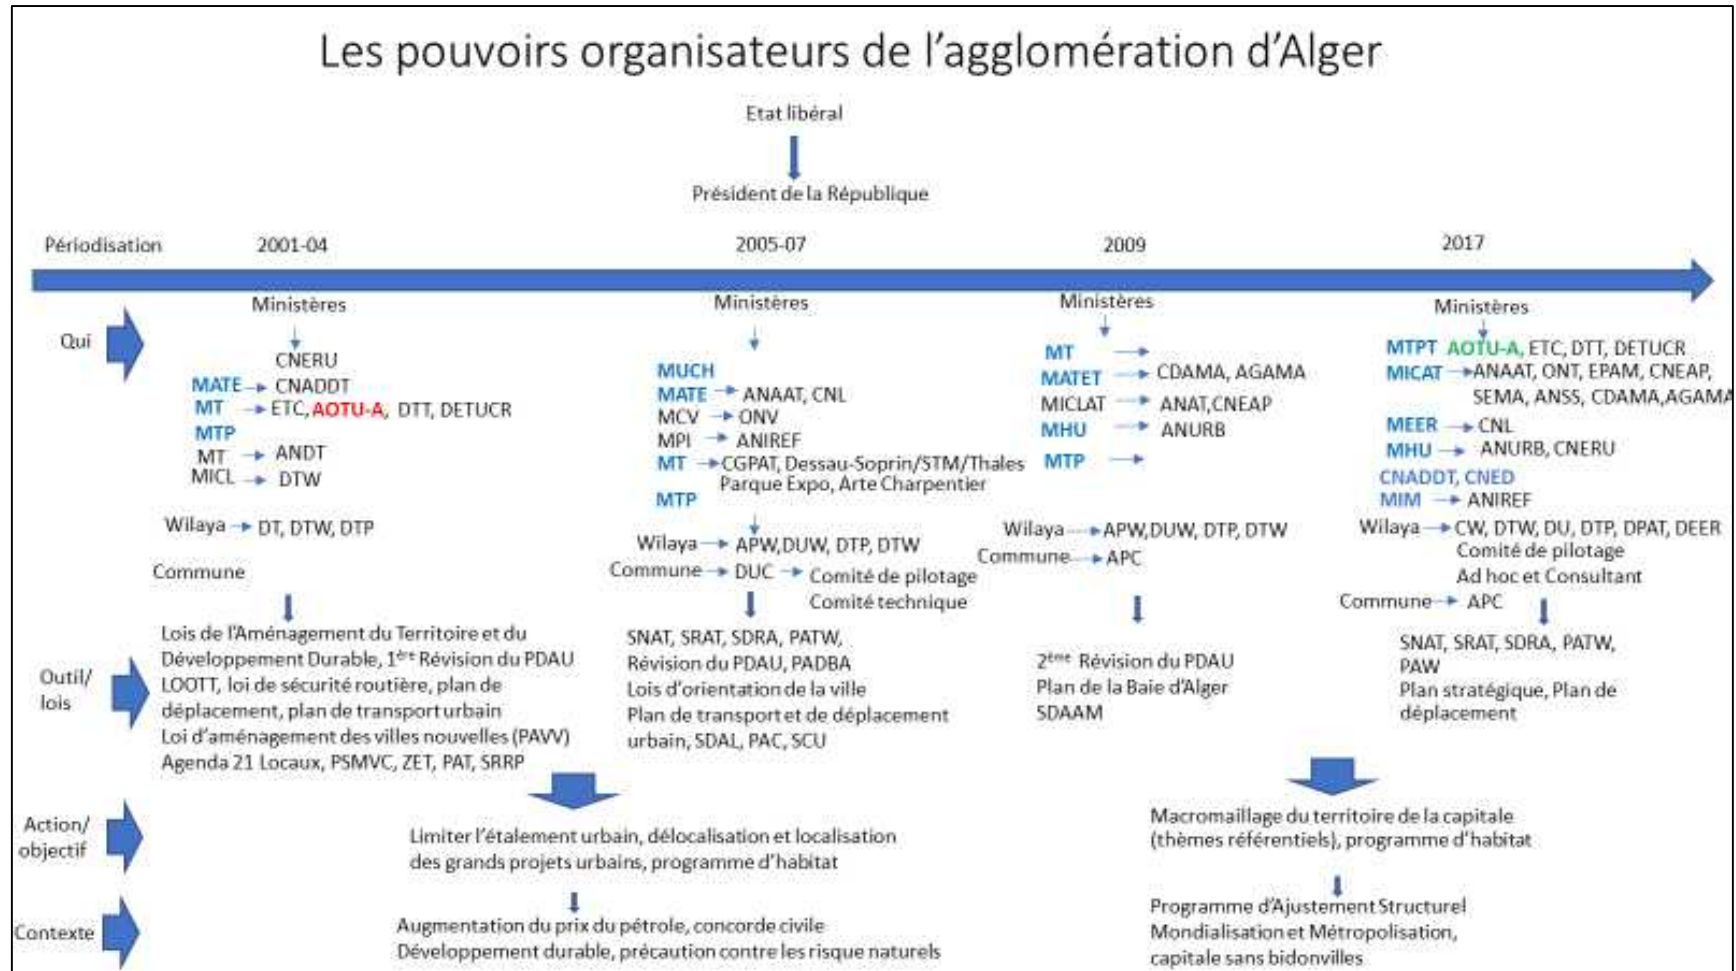 Les pouvoirs organisateurs de l'agglomération d'Alger
Etat libéral
Président de la République
Périodisation
2001-04
2005-07
2009
2017
Qui
Ministères
CNERU
MATE CNADDT
MT ETC, AOTU-A, DTT, DETUCR
MTP
MT ANDT
MICL DTW
Wilaya DT, DTW, DTP
Commune
Ministères
MUCH
MATE ANAAT, CNL
MCV ONV
MPI ANIREF
MT CGPAT, Dessau-Soprin/STM/Thales
Parque Expo, Arte Charpentier
MTP
Wilaya APW,DUW, DTP, DTW
Commune DUC Comité de pilotage
Comité technique
Ministères
MT
MATET CDAMA, AGAMA
MICLAT ANAT,CNEAP
MHU ANURB
MTP
Wilaya APW,DUW, DTP, DTW
Commune APC
Ministères
MTPT AOTU-A, ETC, DTT, DETUCR
MICAT ANAAT, ONT, EPAM, CNEAP,
SEMA, ANSS, CDAMA,AGAMA
MEER CNL
MHU ANURB, CNERU
CNADDT, CNED
MIM ANIREF
Wilaya CW, DTW, DU, DTP, DPAT, DEER
Comité de pilotage
Ad hoc et Consultant
Commune APC
Outil/
lois
Lois de l'Aménagement du Territoire et du
Développement Durable, 1ère Révision du PDAU
LOOTT, loi de sécurité routière, plan de
déplacement, plan de transport urbain
Loi d'aménagement des villes nouvelles (PAVV)
Agenda 21 Locaux, PSMVC, ZET, PAT, SRRP
SNAT, SRAT, SDRA, PATW,
Révision du PDAU, PADBA
Lois d'orientation de la ville
Plan de transport et de déplacement
urbain, SDAL, PAC, SCU
2ème Révision du PDAU
Plan de la Baie d'Alger
SDAAM
SNAT, SRAT, SDRA, PATW,
PAW
Plan stratégique, Plan de
déplacement
Action/
objectif
Limiter l'étalement urbain, délocalisation et localisation
des grands projets urbains, programme d'habitat
Macromaillage du territoire de la capitale
(thèmes référentiels), programme d'habitat
Contexte
Augmentation du prix du pétrole, concorde civile
Développement durable, précaution contre les risque naturels
Programme d'Ajustement Structurel
Mondialisation et Métropolisation,
capitale sans bidonvilles